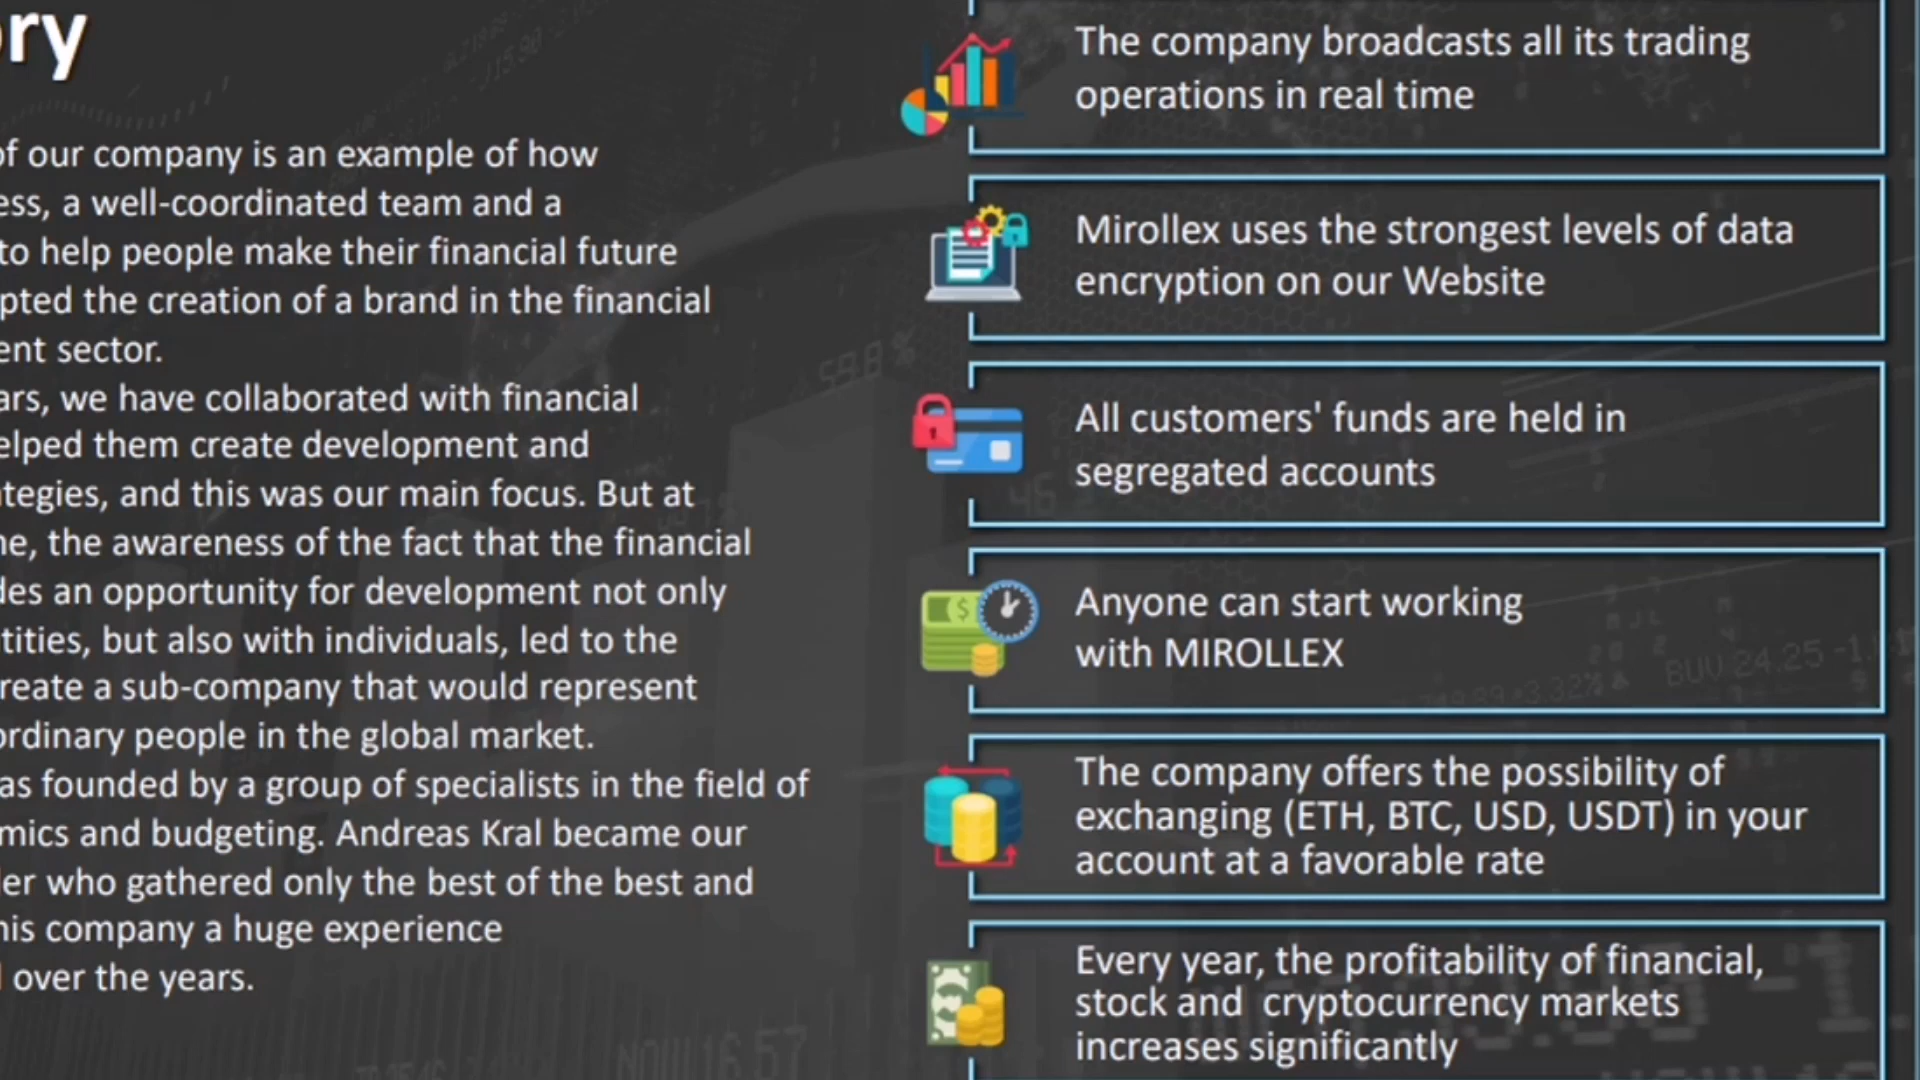 ory
of our company is an example of how
ess, a well-coordinated team and a
to help people make their financial future
pted the creation of a brand in the financial
ent sector.
ars, we have collaborated with financial
elped them create development and
ategies, and this was our main focus. But at
ne, the awareness of the fact that the financial
des an opportunity for development not only
tities, but also with individuals, led to the
reate a sub-company that would represent
ordinary people in the global market.
as founded by a group of specialists in the field of
mics and budgeting. Andreas Kral became our
der who gathered only the best of the best and
his company a huge experience
over the years.
The company broadcasts all its trading
operations in real time
Mirollex uses the strongest levels of data
encryption on our Website
All customers' funds are held in
segregated accounts
Anyone can start working
with MIROLLEX
The company offers the possibility of
exchanging (ETH, BTC, USD, USDT) in your
account at a favorable rate
Every year, the profitability of financial,
stock and cryptocurrency markets
increases significantly